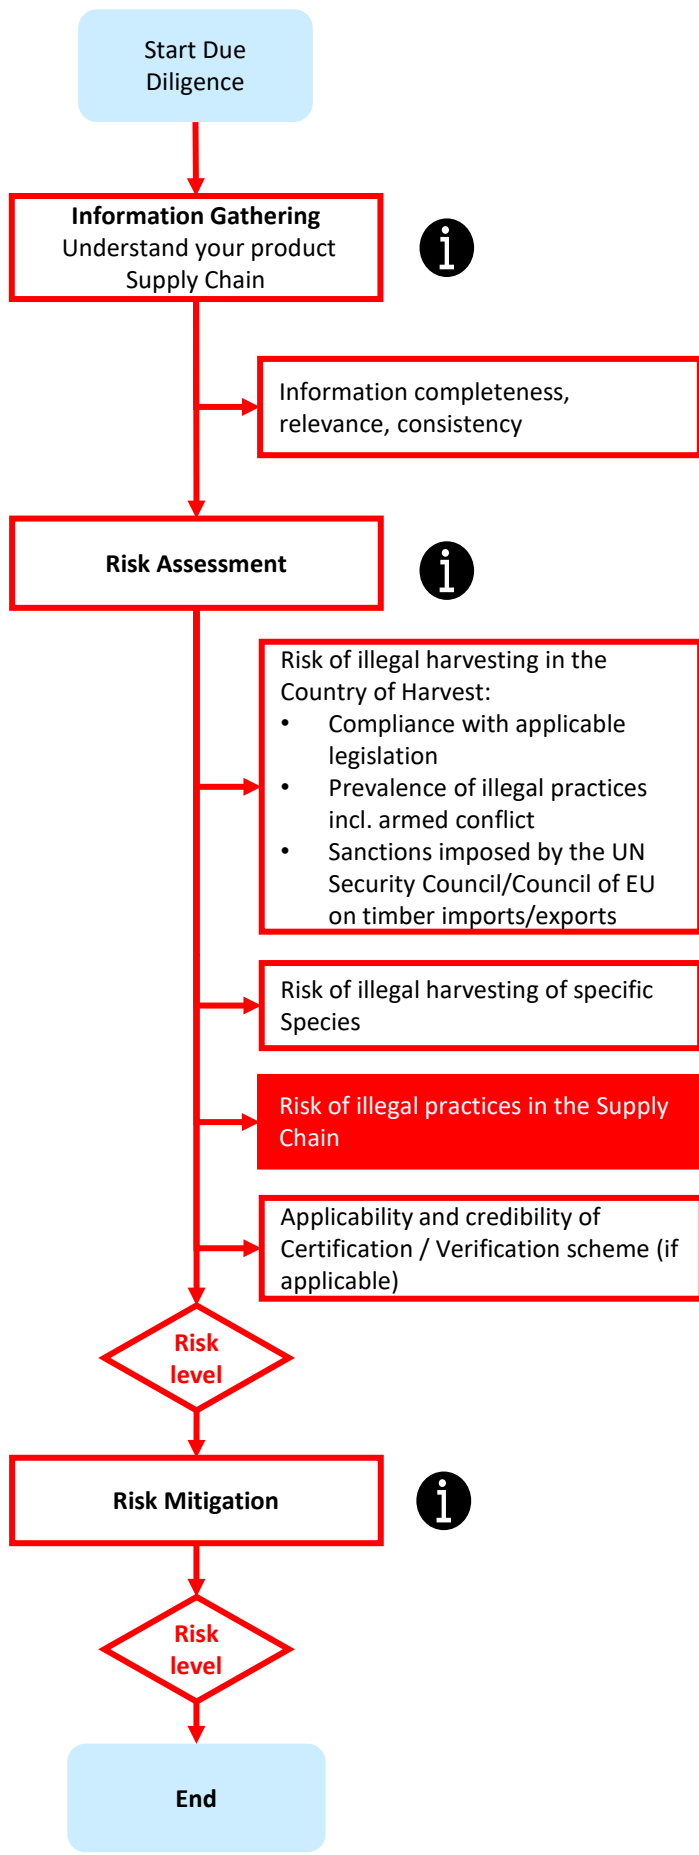 Start Due
Diligence
Information Gathering
Understand your product
Supply Chain
Information completeness,
relevance, consistency
Risk Assessment
Risk of illegal harvesting in the
Country of Harvest:
• Compliance with applicable
legislation
• Prevalence of illegal practices
incl. armed conflict
• Sanctions imposed by the UN
Security Council/Council of EU
on timber imports/exports
Risk of illegal harvesting of specific
Species
Risk of illegal practices in the Supply
Chain
Applicability and credibility of
Certification / Verification scheme (if
applicable)
Risk
level
Risk Mitigation
Risk
level
End